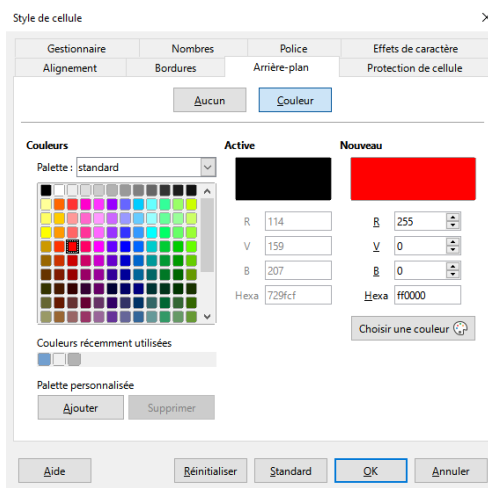 Style de cellule
Gestionnaire Nombres Police Effets de caractère
Alignement Bordures Arrière-plan Protection de cellule
Aucun Couleur
Couleurs Active Nouveau
Palette : standard
R 114 R 255
V 159 V 0
B 207 B 0
Hexa 729fcf Hexa ff0000
Choisir une couleur
Couleurs récemment utilisées
Palette personnalisée
Ajouter Supprimer
Aide Réinitialiser Standard OK Annuler